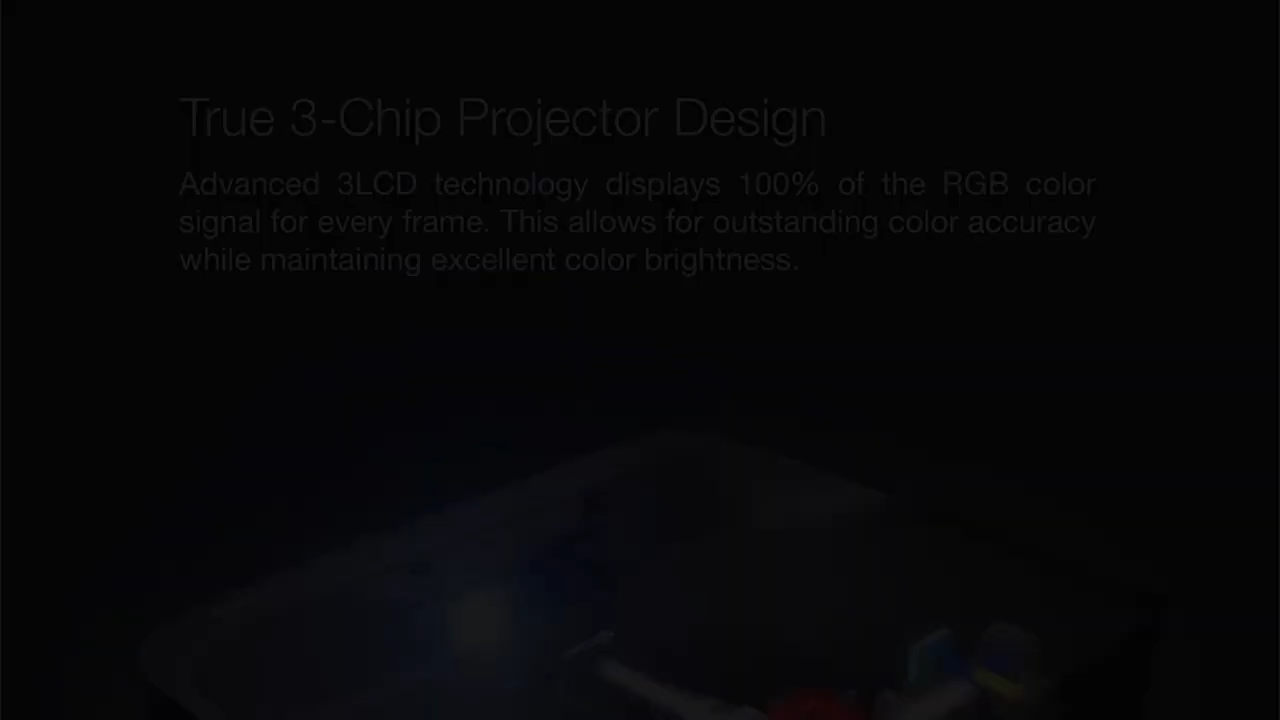 True 3-Chip Projector Design
Advanced 3LCD technology displays 100% of the RGB color
signal for every frame. This allows for outstanding color accuracy
while maintaining excellent color brightness.